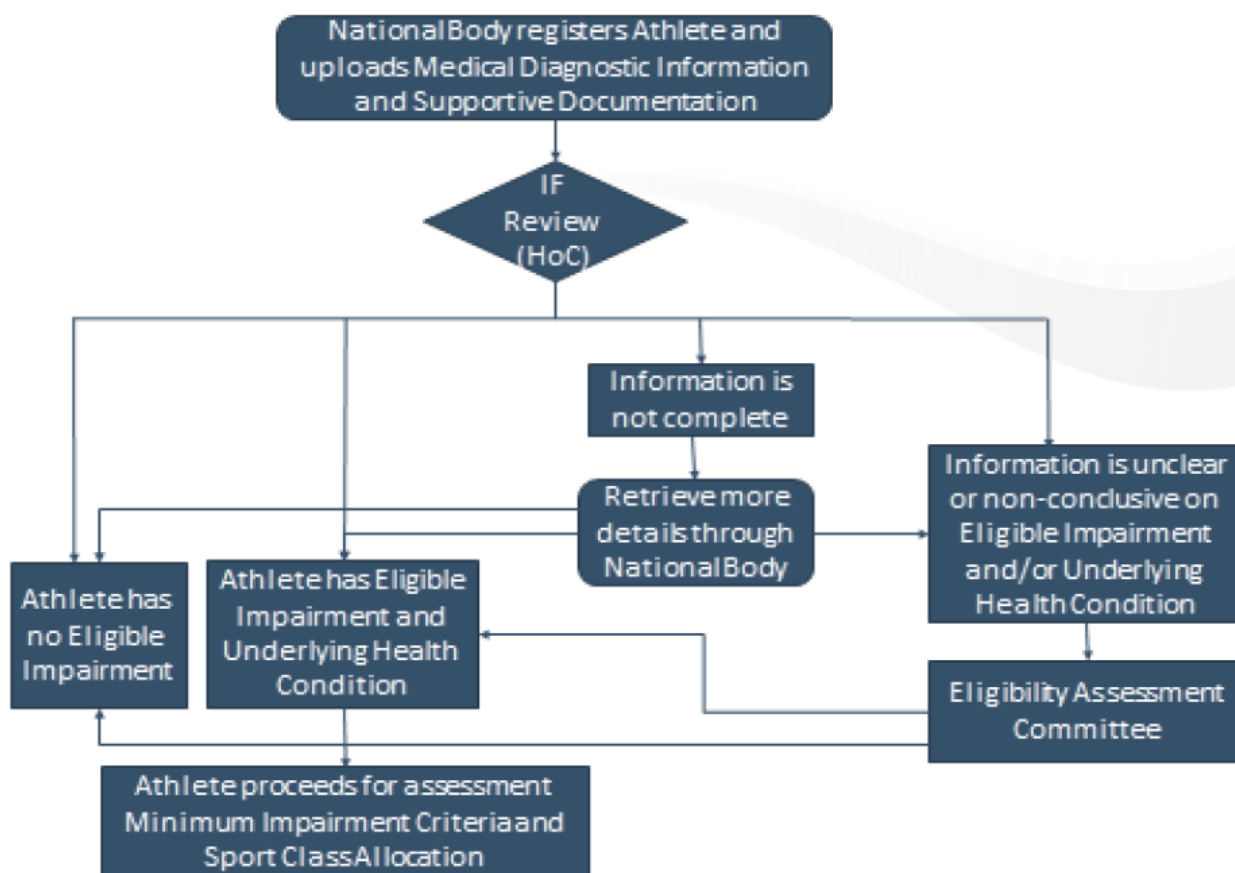 National Body registers Athlete and
uploads Medical Diagnostic Information
and Supportive Documentation
IF
Review
(HoC)
Information is
not complete
Information is unclear
or non-conclusive on
Eligible Impairment
and/or Underlying
Health Condition
Retrieve more
details through
National Body
Athlete has
no Eligible
Impairment
Athlete has Eligible
Impairment and
Underlying Health
Condition
Eligibility Assessment
Committee
Athlete proceeds for assessment
Minimum Impairment Criteria and
Sport Class Allocation